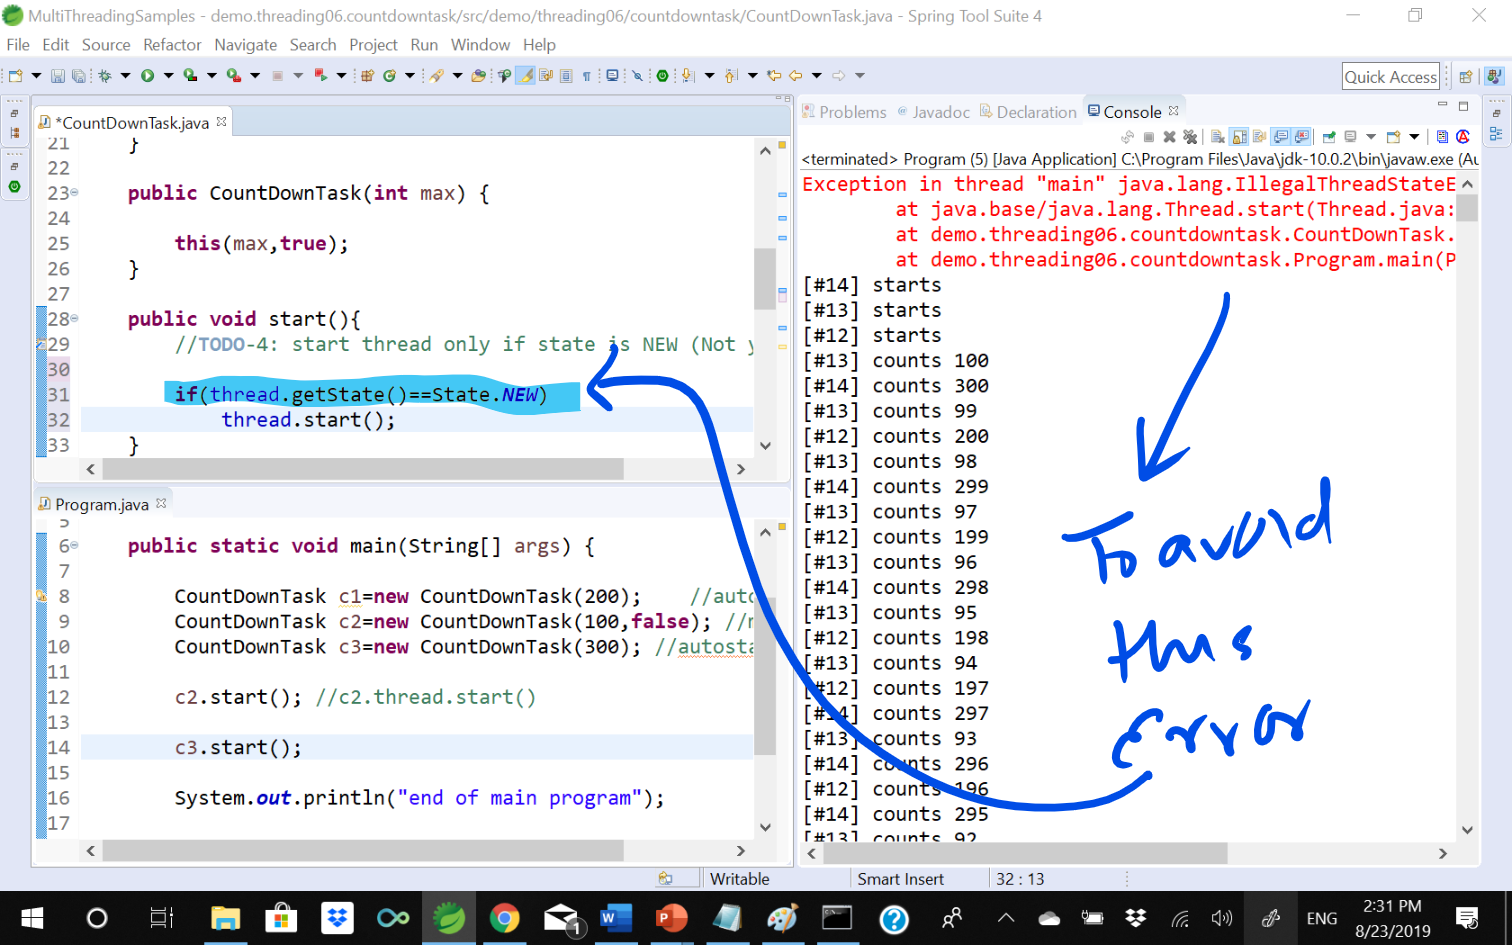 MultiThreadingSamples - demo.threading06.countdowntask/src/demo/threading06/countdowntask/CountDownTask.java - Spring Tool Suite 4
File Edit Source Refactor Navigate Search Project Run Window Help
Quick Access
*CountDownTask.java
21 }
22
23 public CountDownTask(int max) {
24
25 this(max,true);
26 }
27
28 public void start(){
29 //TODO-4: start thread only if state is NEW (Not
30
31 if(thread.getState()==State.NEW)
32 thread.start();
33 }
Program.java
5
6 public static void main(String[] args) {
7
8 CountDownTask c1=new CountDownTask(200); //auto
9 CountDownTask c2=new CountDownTask(100,false); //n
10 CountDownTask c3=new CountDownTask(300); //autosta
11
12 c2.start(); //c2.thread.start()
13
14 c3.start();
15
16 System.out.println("end of main program");
17
Problems Javadoc Declaration Console
<terminated> Program (5) [Java Application] C:\Program Files\Java\jdk-10.0.2\bin\javaw.exe (Au
Exception in thread "main" java.lang.IllegalThreadStateE
at java.base/java.lang.Thread.start(Thread.java:
at demo.threading06.countdowntask.CountDownTask.
at demo.threading06.countdowntask.Program.main(P
[#14] starts
[#13] starts
[#12] starts
[#13] counts 100
[#14] counts 300
[#13] counts 99
[#12] counts 200
[#13] counts 98
[#14] counts 299
[#13] counts 97
[#12] counts 199
[#13] counts 96
[#14] counts 298
[#13] counts 95
[#12] counts 198
[#13] counts 94
[#12] counts 197
[#14] counts 297
[#13] counts 93
[#14] counts 296
[#12] counts 196
[#14] counts 295
[#13] counts 92
To avoid
this
Error
Writable Smart Insert 32 : 13
1
ENG
2:31 PM
8/23/2019